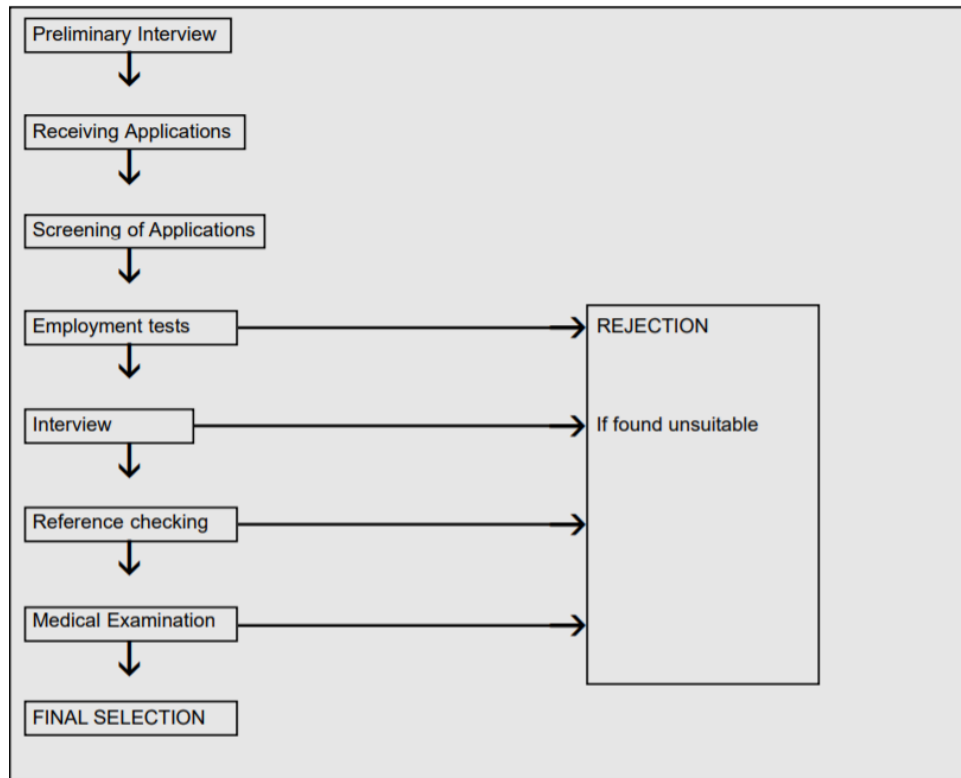 Preliminary Interview
Receiving Applications
Screening of Applications
Employment tests
REJECTION
Interview
If found unsuitable
Reference checking
Medical Examination
FINAL SELECTION